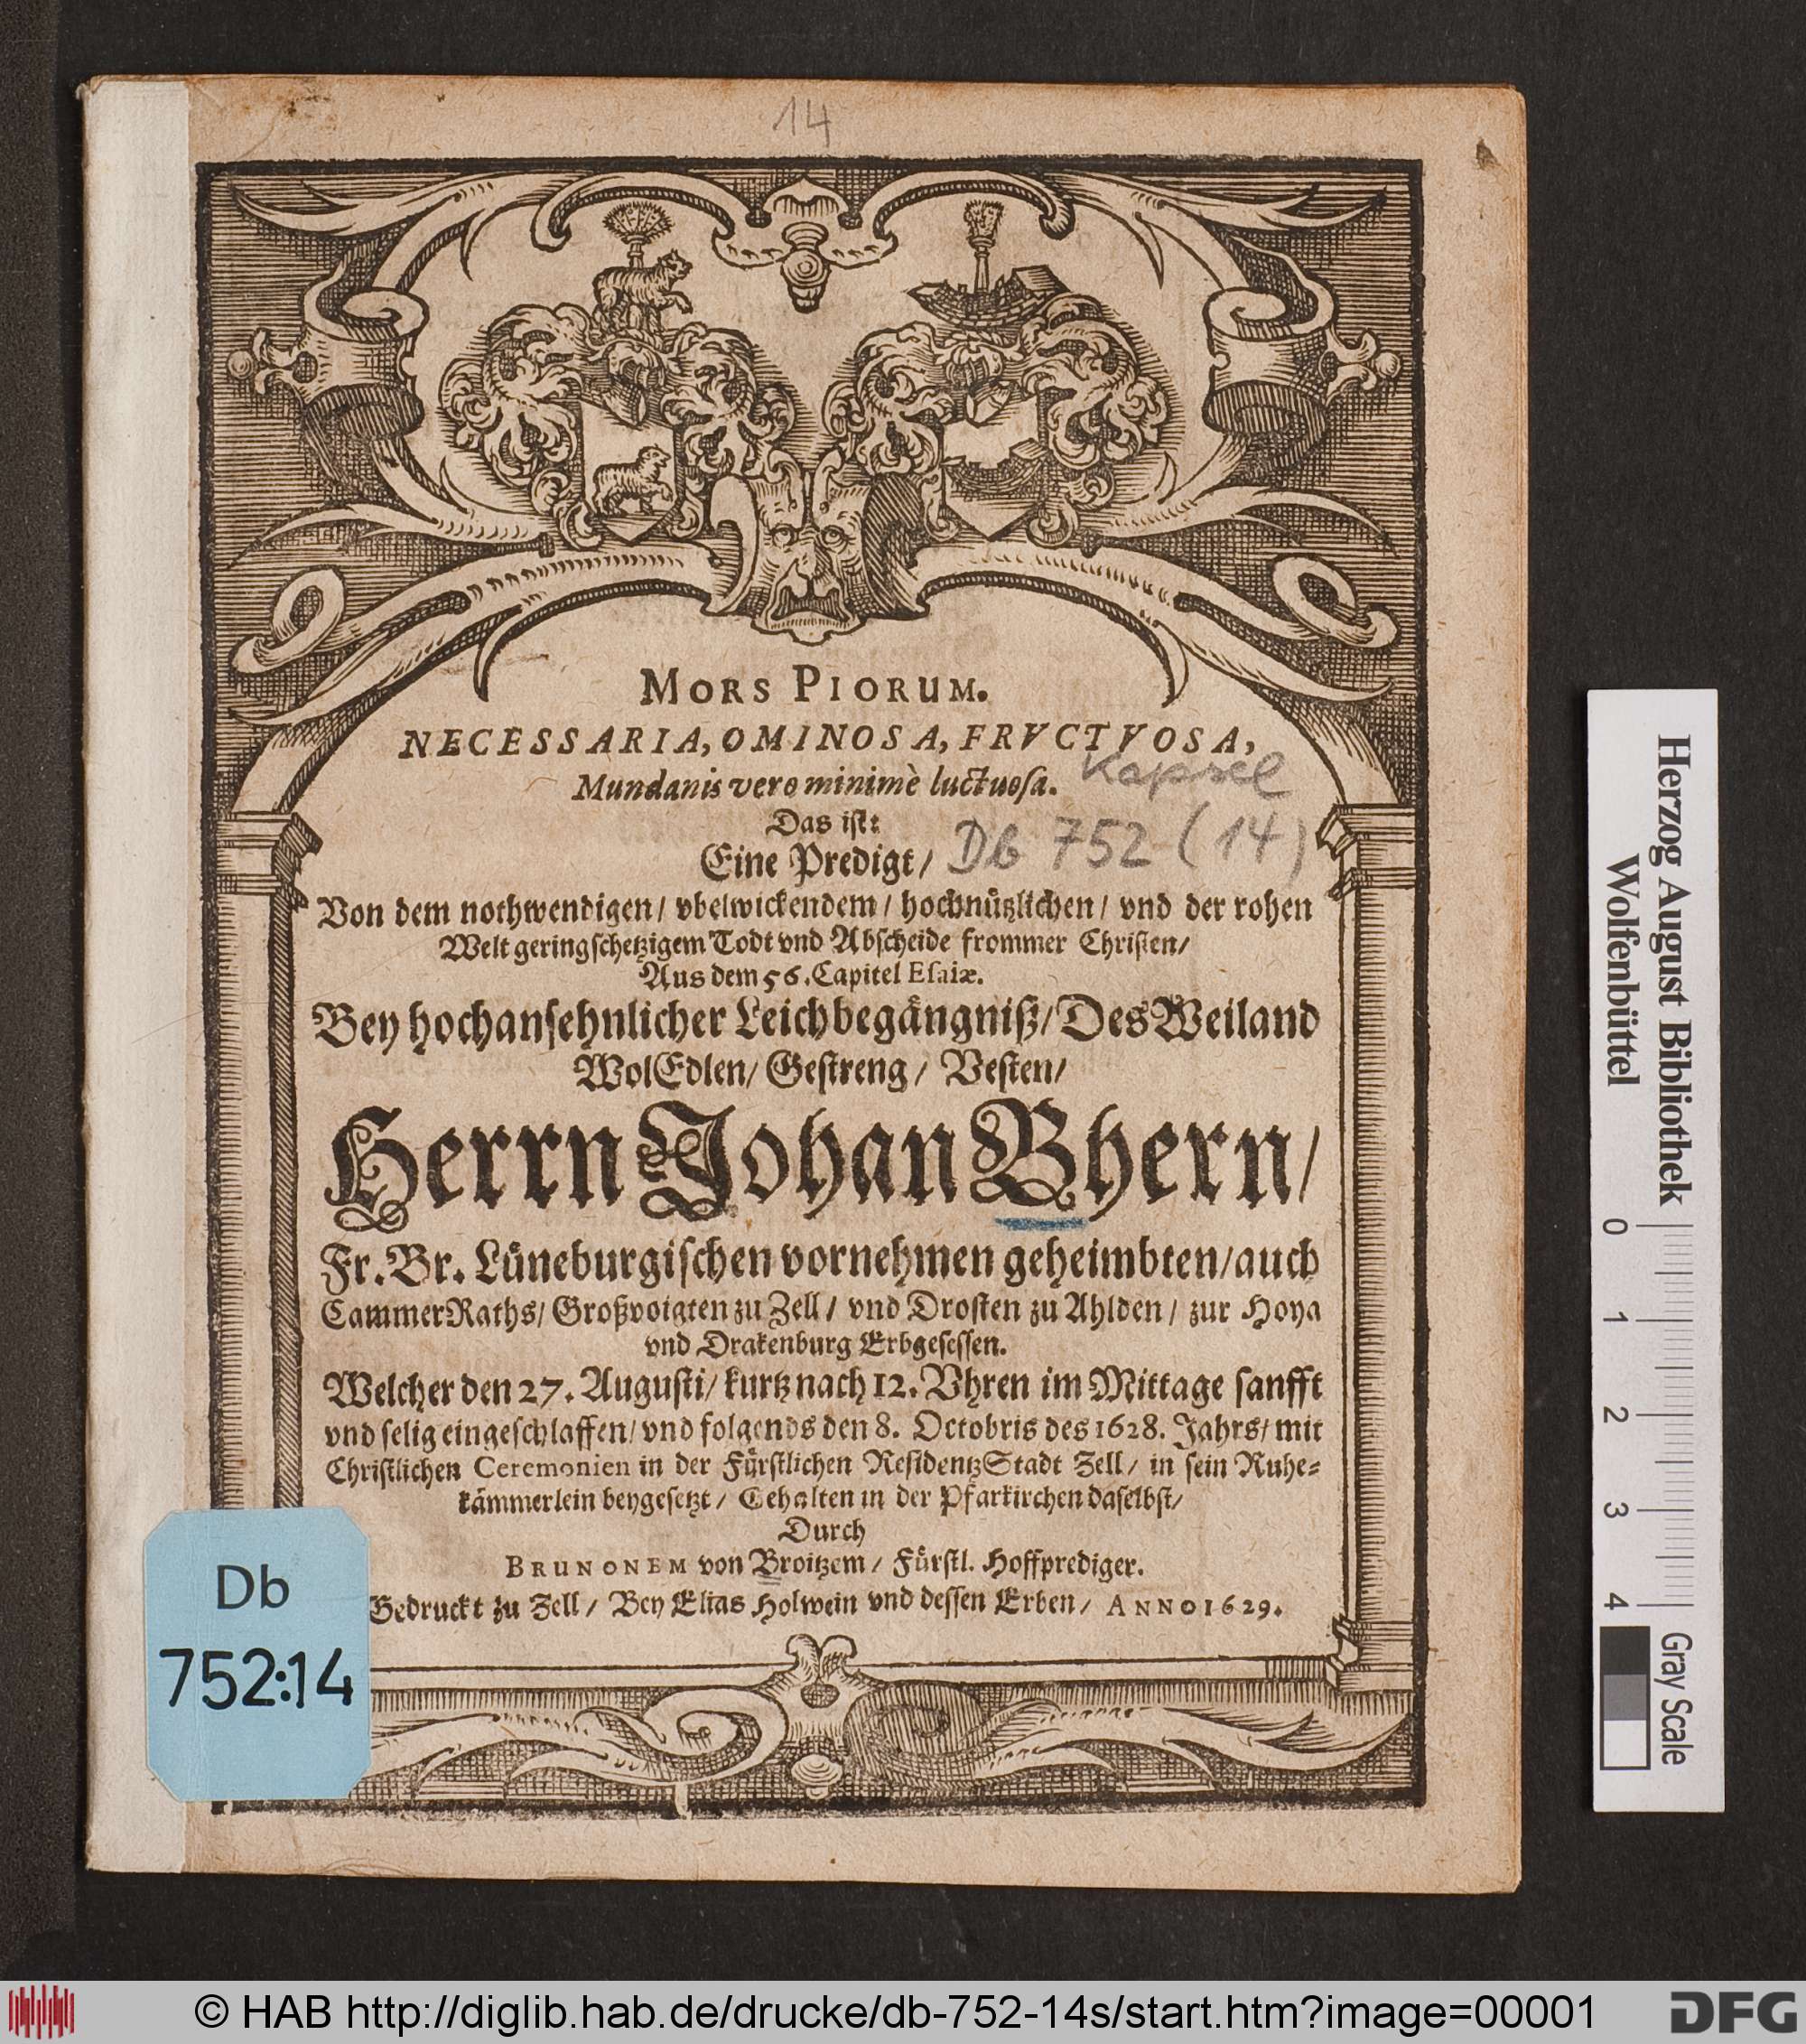 14
MORS PIORUM.
NECESSARIA, OMINOSA, FRVCTVOSA,
Mundanis vero minimè luctuosa.
Kapsel
Das ist:
Eine Predigt/
Db 752 (14)
Von dem nothwendigen/ vbelwickendem/ hochnützlichen/ vnd der rohen
Welt geringschetzigem Todt vnd Abscheide frommer Christen/
Aus dem 56. Capitel Esaiæ.
Bey hochansehnlicher Leichbegängniß/ Des Weiland
WolEdlen/ Gestreng/ Vesten/
Herrn Johan Bhern/
Fr. Br. Lüneburgischen vornehmen geheimbten/ auch
CammerRaths/ Großvoigten zu Zell/ vnd Drosten zu Ahlden/ zur Hoya
vnd Drakenburg Erbgesessen.
Welcher den 27. Augusti/ kurtz nach 12. Vhren im Mittage sanfft
vnd selig eingeschlaffen/ vnd folgends den 8. Octobris des 1628. Jahrs/ mit
Christlichen Ceremonien in der Fürstlichen ResidentzStadt Zell/ in sein Ruhe-
kämmerlein beygesetzt/ Gehalten in der Pfarkirchen daselbst/
Durch
BRUNONEM von Broitzem/ Fürstl. Hoffprediger.
Gedruckt zu Zell/ Bey Elias Holwein vnd dessen Erben/ ANNO 1629.
Db
752:14
Herzog August Bibliothek
Wolfenbüttel
0 1 2 3 4
Gray Scale
© HAB http://diglib.hab.de/drucke/db-752-14s/start.htm?image=00001
DFG